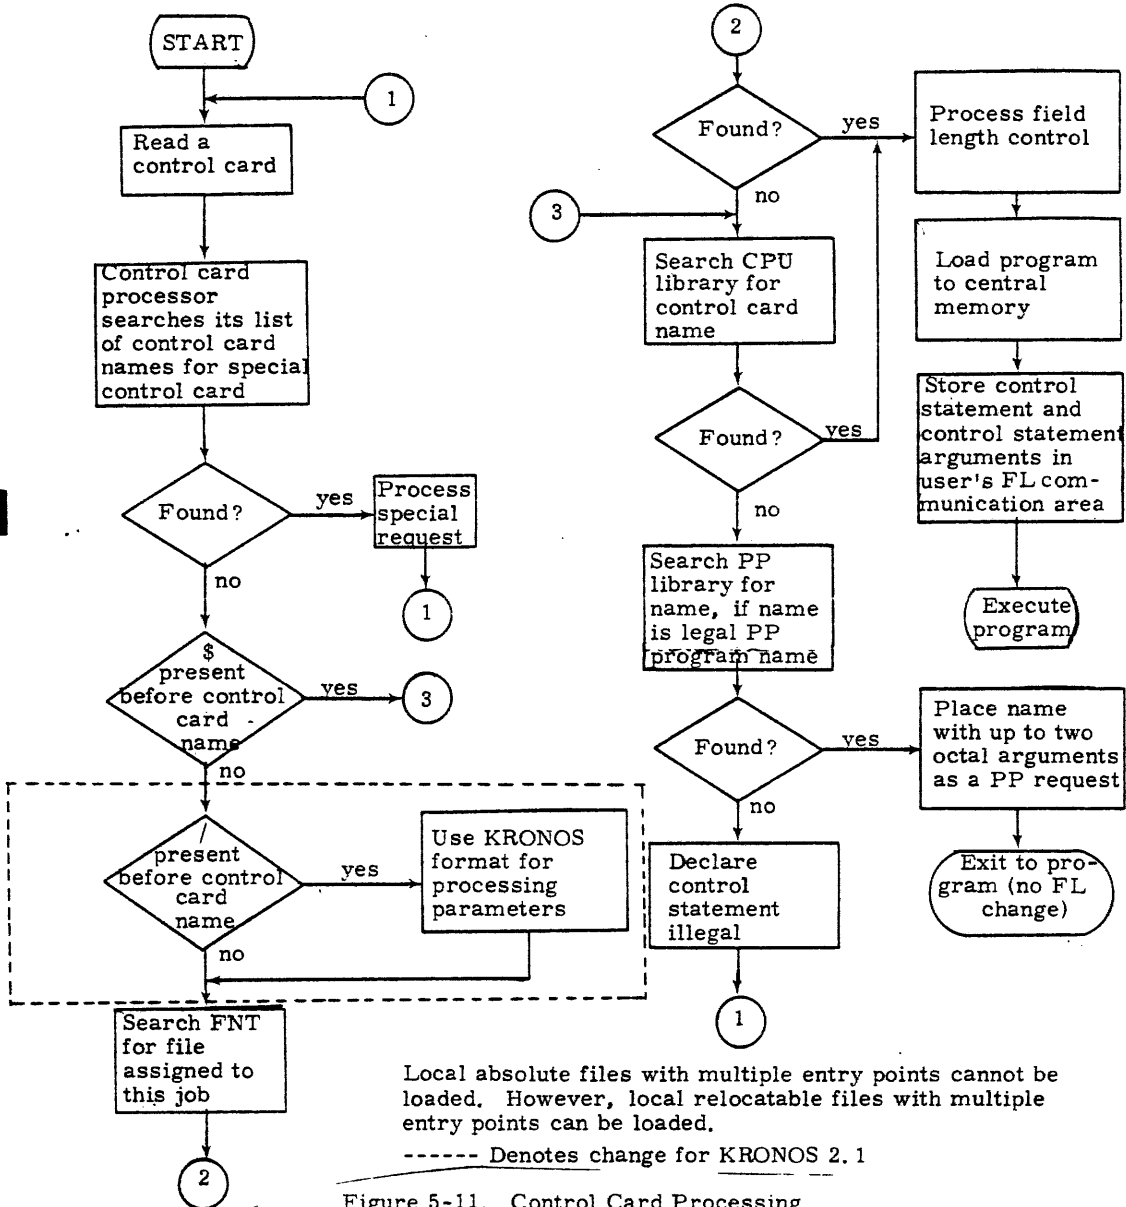 START
1
Read a
control card
Control card
processor
searches its list
of control card
names for special
control card
Found?
yes
Process
special
request
1
no
$
present
before control
card
name
yes
3
no
/
present
before control
card
name
yes
Use KRONOS
format for
processing
parameters
no
Search FNT
for file
assigned to
this job
2
2
Found?
yes
no
3
Search CPU
library for
control card
name
Found?
yes
no
Search PP
library for
name, if name
is legal PP
program name
Found?
yes
no
Declare
control
statement
illegal
1
Process field
length control
Load program
to central
memory
Store control
statement and
control statement
arguments in
user's FL com-
munication area
Execute
program
Place name
with up to two
octal arguments
as a PP request
Exit to pro-
gram (no FL
change)
Local absolute files with multiple entry points cannot be
loaded. However, local relocatable files with multiple
entry points can be loaded.
------ Denotes change for KRONOS 2.1
Figure 5-11. Control Card Processing